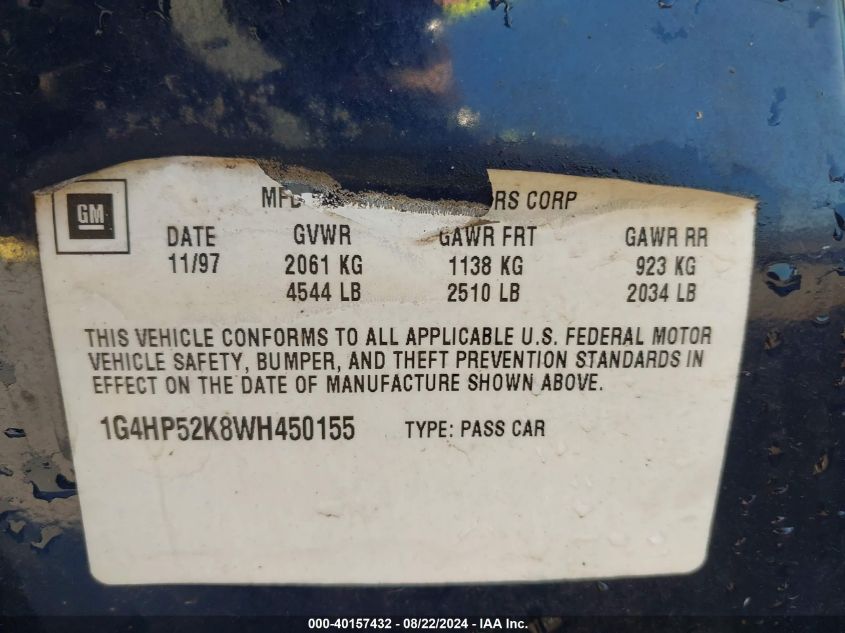 GM
MFD RS CORP
DATE GVWR GAWR FRT GAWR RR
11/97 2061 KG 1138 KG 923 KG
4544 LB 2510 LB 2034 LB
THIS VEHICLE CONFORMS TO ALL APPLICABLE U.S. FEDERAL MOTOR
VEHICLE SAFETY, BUMPER, AND THEFT PREVENTION STANDARDS IN
EFFECT ON THE DATE OF MANUFACTURE SHOWN ABOVE.
1G4HP52K8WH450155 TYPE: PASS CAR
000-40157432 - 08/22/2024 - IAA Inc.